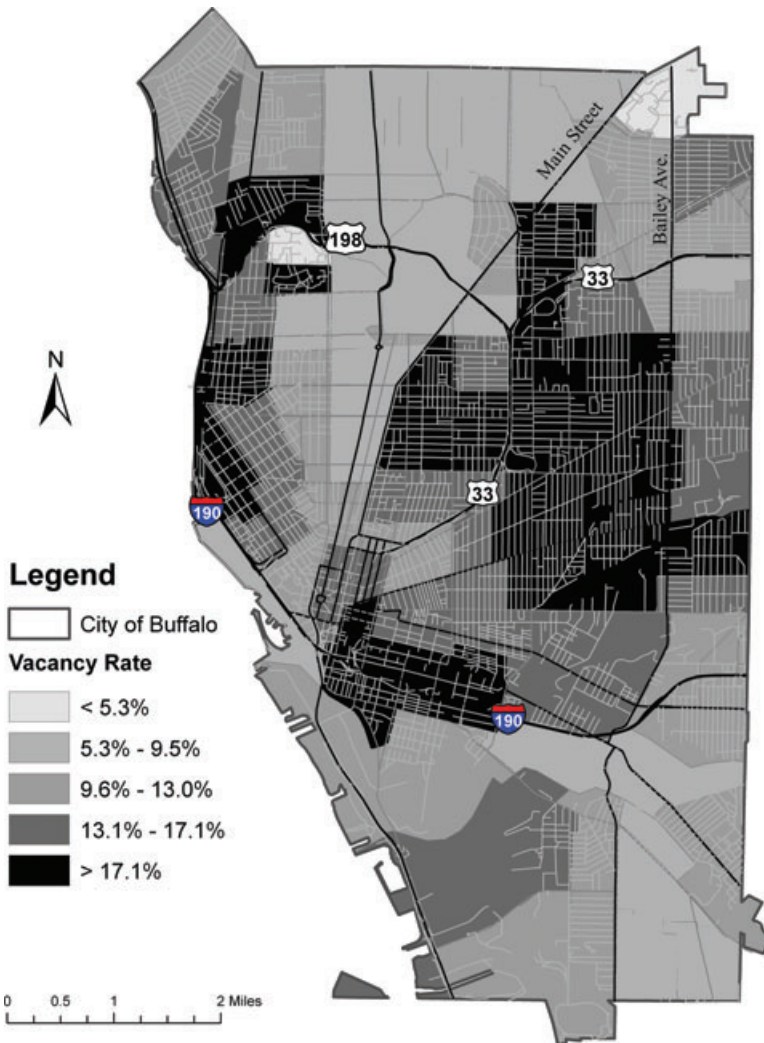 Main Street
Bailey Ave.
198
33
N
33
190
Legend
City of Buffalo
Vacancy Rate
< 5.3%
5.3% - 9.5%
190
9.6% - 13.0%
13.1% - 17.1%
> 17.1%
0 0.5 1 2 Miles